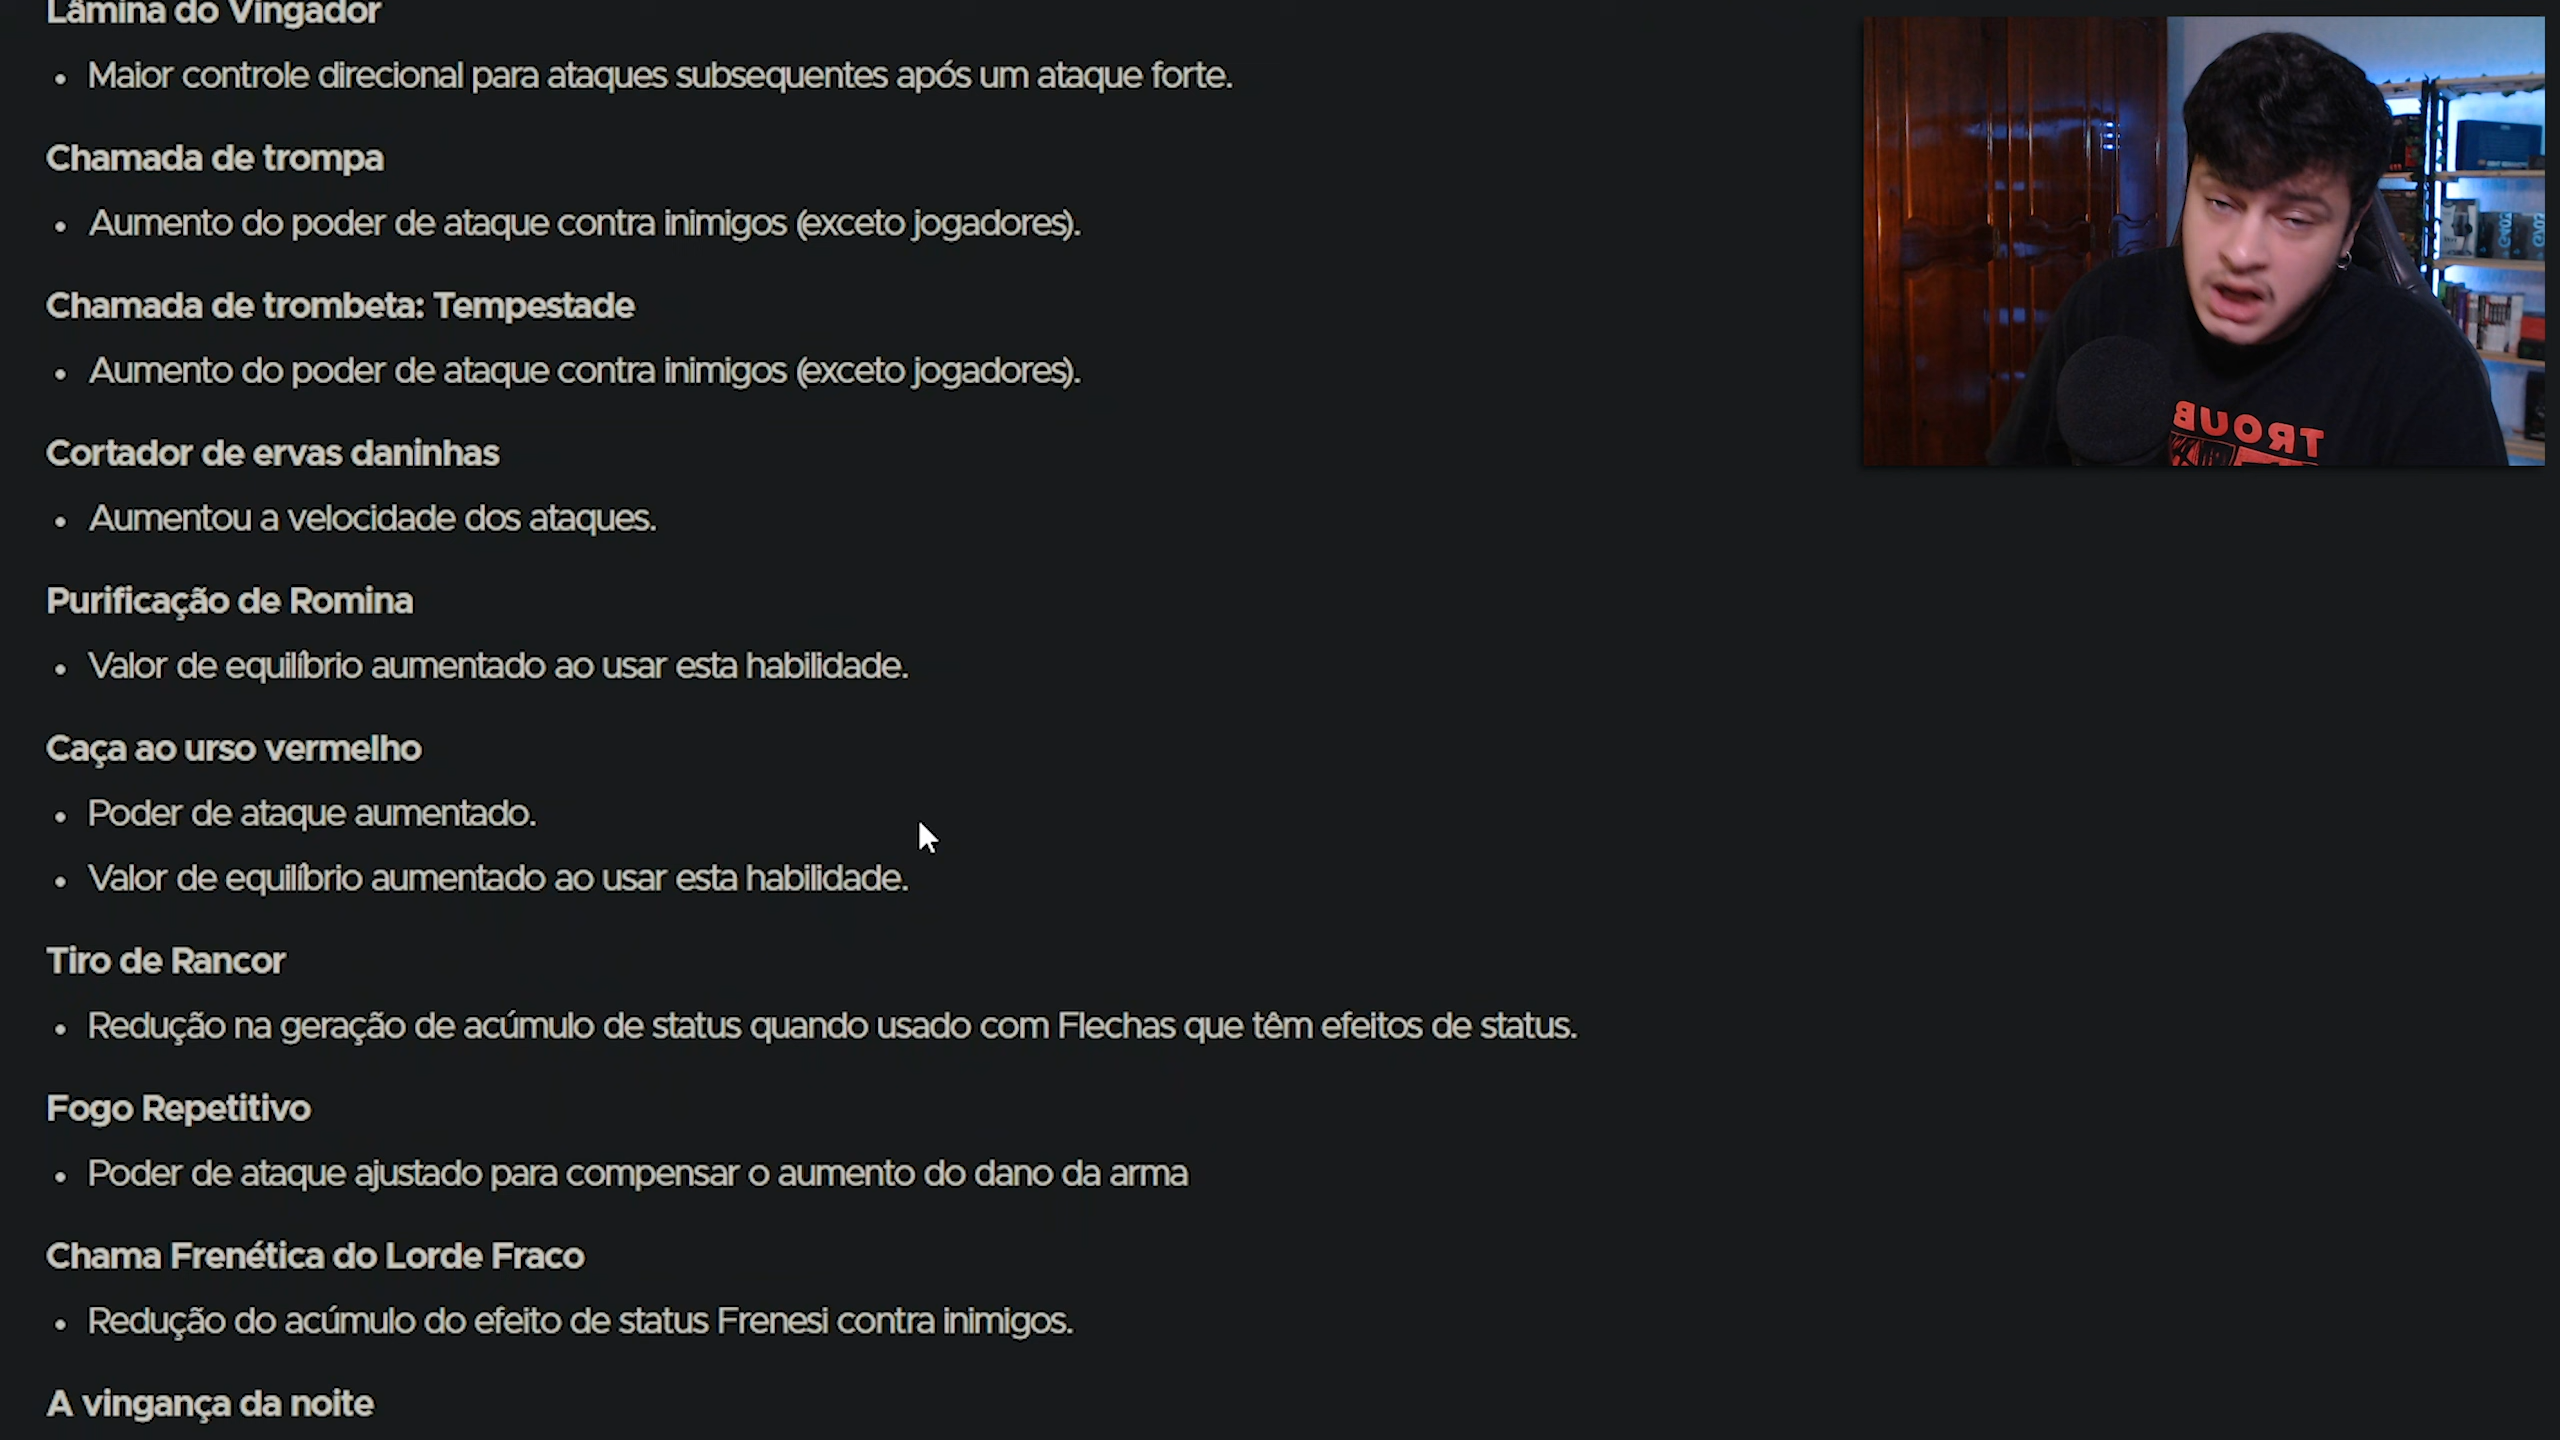 Lâmina do Vingador
• Maior controle direcional para ataques subsequentes após um ataque forte.
Chamada de trompa
• Aumento do poder de ataque contra inimigos (exceto jogadores).
Chamada de trombeta: Tempestade
• Aumento do poder de ataque contra inimigos (exceto jogadores).
Cortador de ervas daninhas
• Aumentou a velocidade dos ataques.
Purificação de Romina
• Valor de equilíbrio aumentado ao usar esta habilidade.
Caça ao urso vermelho
• Poder de ataque aumentado.
• Valor de equilíbrio aumentado ao usar esta habilidade.
Tiro de Rancor
• Redução na geração de acúmulo de status quando usado com Flechas que têm efeitos de status.
Fogo Repetitivo
• Poder de ataque ajustado para compensar o aumento do dano da arma
Chama Frenética do Lorde Fraco
• Redução do acúmulo do efeito de status Frenesi contra inimigos.
A vingança da noite
TROUB